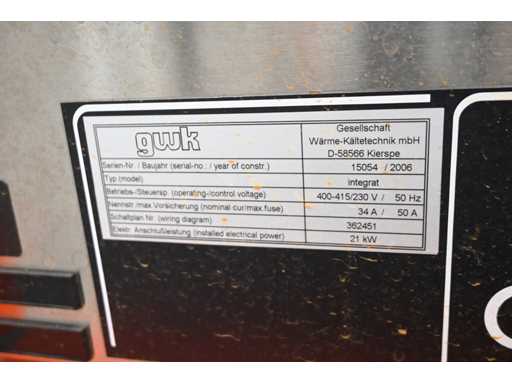 gwk
Gesellschaft
Wärme-Kältetechnik mbH
D-58566 Kierspe
Serien-Nr. / Baujahr (serial-no.: / year of constr.) 15054 / 2006
Typ (model) integrat
Betriebs-/Steuersp. (operating-/control voltage) 400-415/230 V / 50 Hz
Nennstr./max.Vorsicherung (nominal cur/max.fuse) 34 A / 50 A
Schaltplan Nr. (wiring diagram) 362451
Elektr. Anschlußleistung (installed electrical power) 21 kW